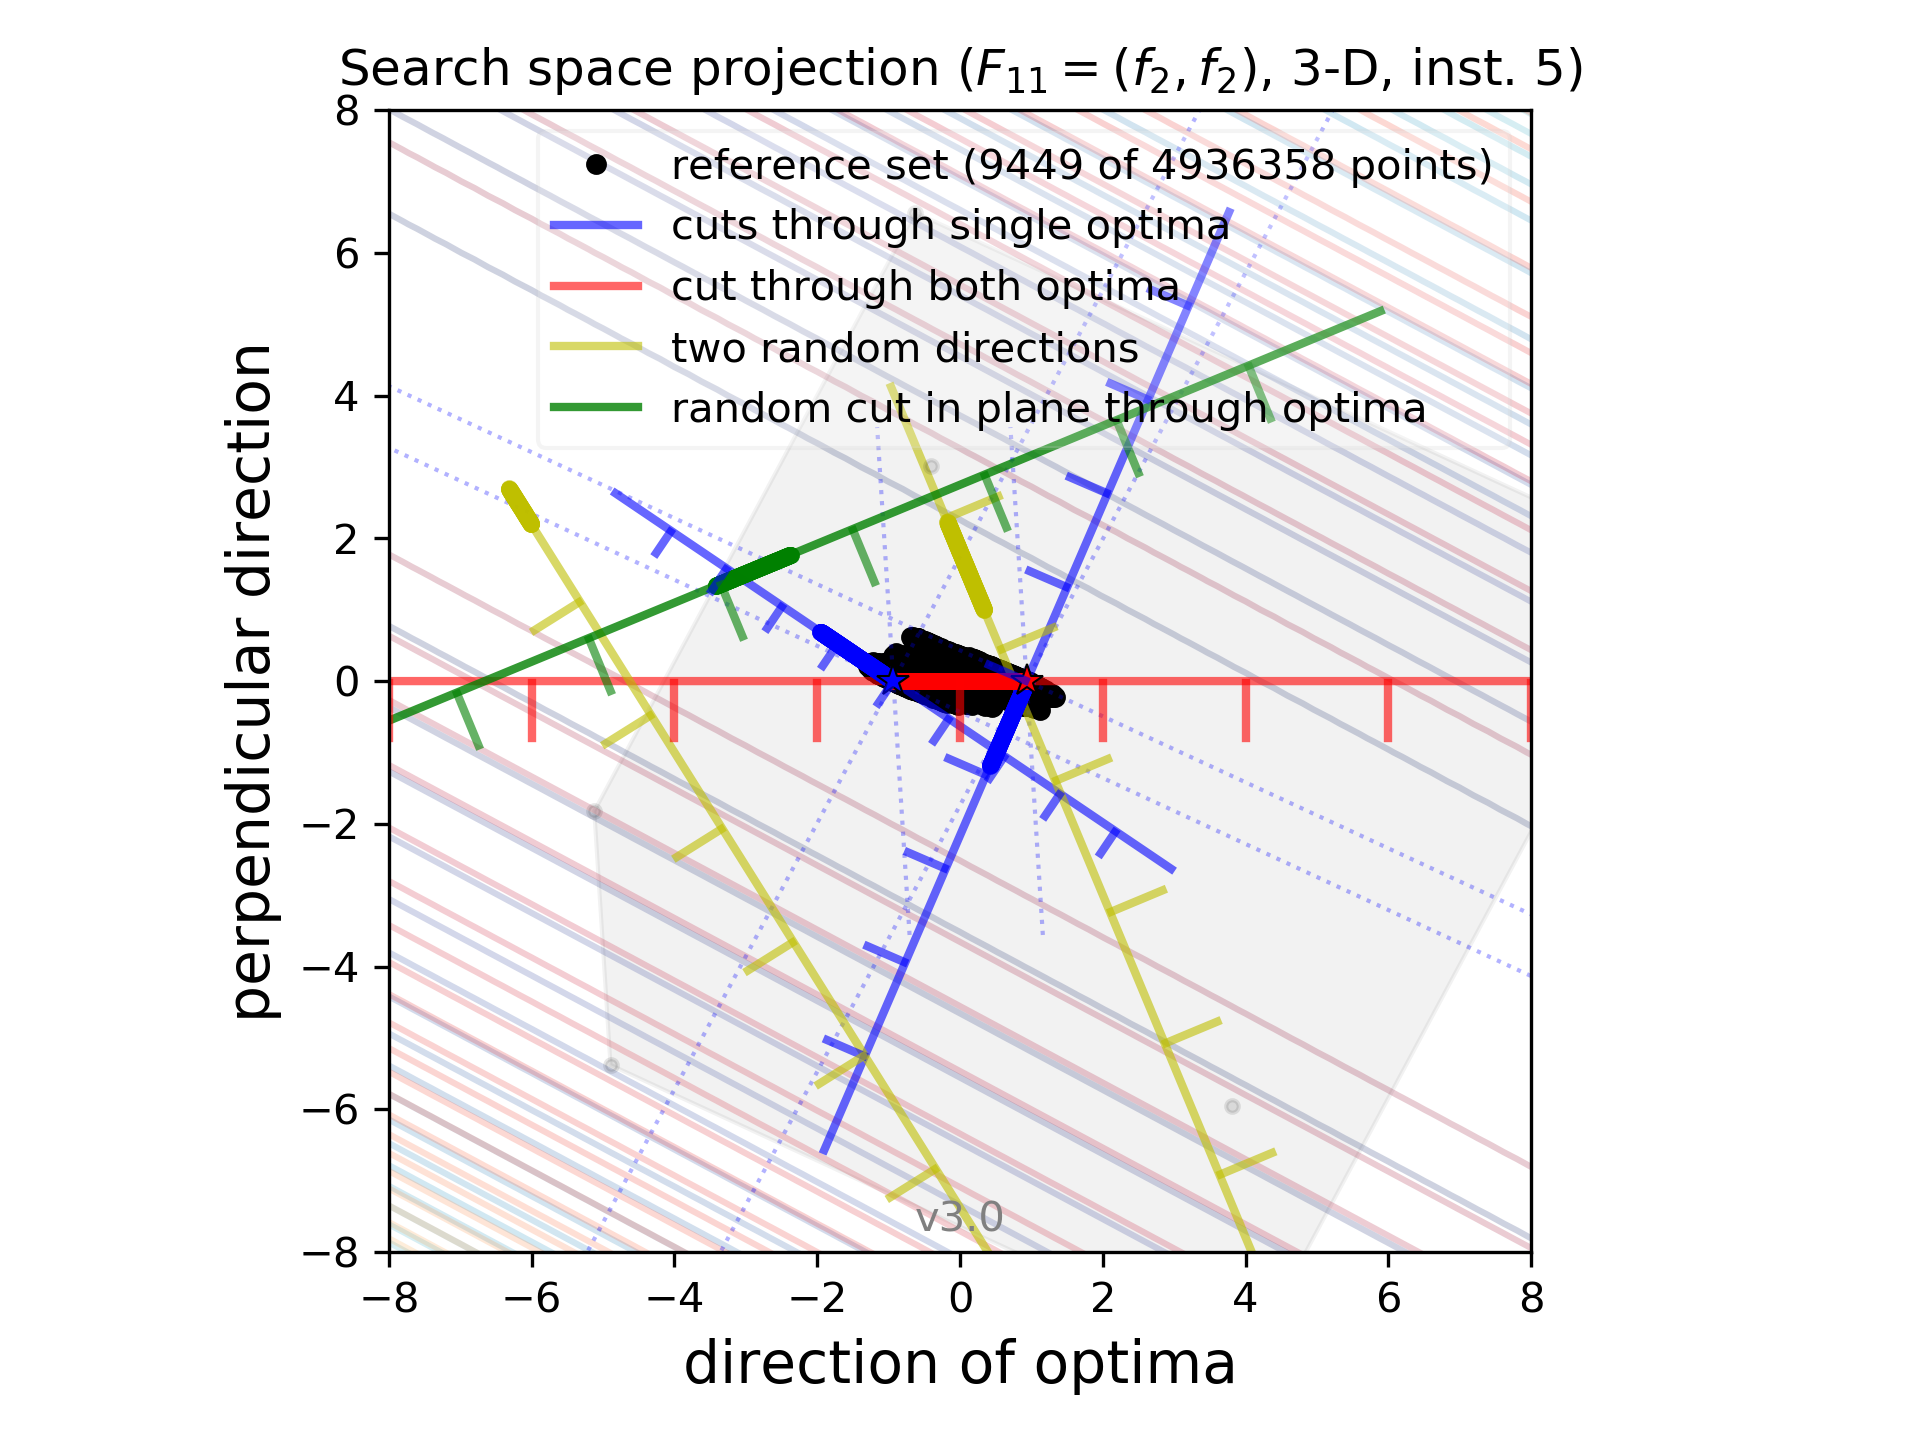 Search space projection (F₁₁ = (f₂, f₂), 3-D, inst. 5)
8
6
4
2
0
−2
−4
−6
−8
perpendicular direction
reference set (9449 of 4936358 points)
cuts through single optima
cut through both optima
two random directions
random cut in plane through optima
v3.0
−8 −6 −4 −2 0 2 4 6 8
direction of optima